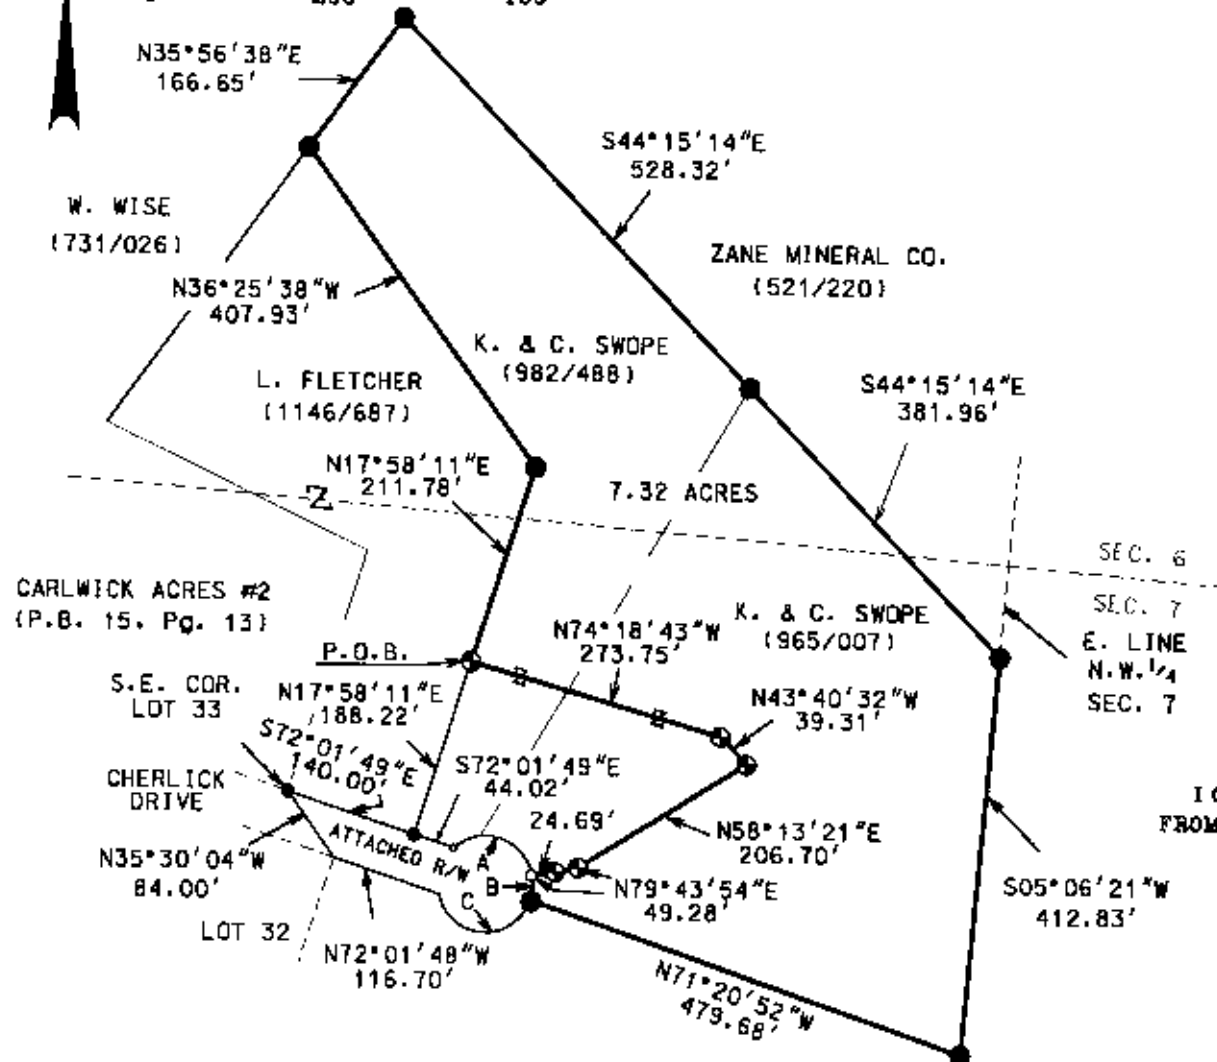 N35°56'38"E
166.65'
S44°15'14"E
528.32'
W. WISE
(731/026)
ZANE MINERAL CO.
(521/220)
N36°25'38"W
407.93'
K. & C. SWOPE
(982/488)
L. FLETCHER
(1146/687)
S44°15'14"E
381.96'
N17°58'11"E
211.78'
7.32 ACRES
SEC. 6
SEC. 7
CARLWICK ACRES #2
(P.B. 15, Pg. 13)
K. & C. SWOPE
(965/007)
E. LINE
N.W. 1/4
SEC. 7
N74°18'43"W
273.75'
P.O.B.
S.E. COR.
LOT 33
N17°58'11"E
188.22'
N43°40'32"W
39.31'
S72°01'49"E
140.00'
S72°01'49"E
44.02'
CHERLICK
DRIVE
24.69'
ATTACHED R/W
A
B
C
N58°13'21"E
206.70'
FROM
N35°30'04"W
84.00'
N79°43'54"E
49.28'
S05°06'21"W
412.83'
LOT 32
N72°01'48"W
116.70'
N71°20'52"W
479.68'